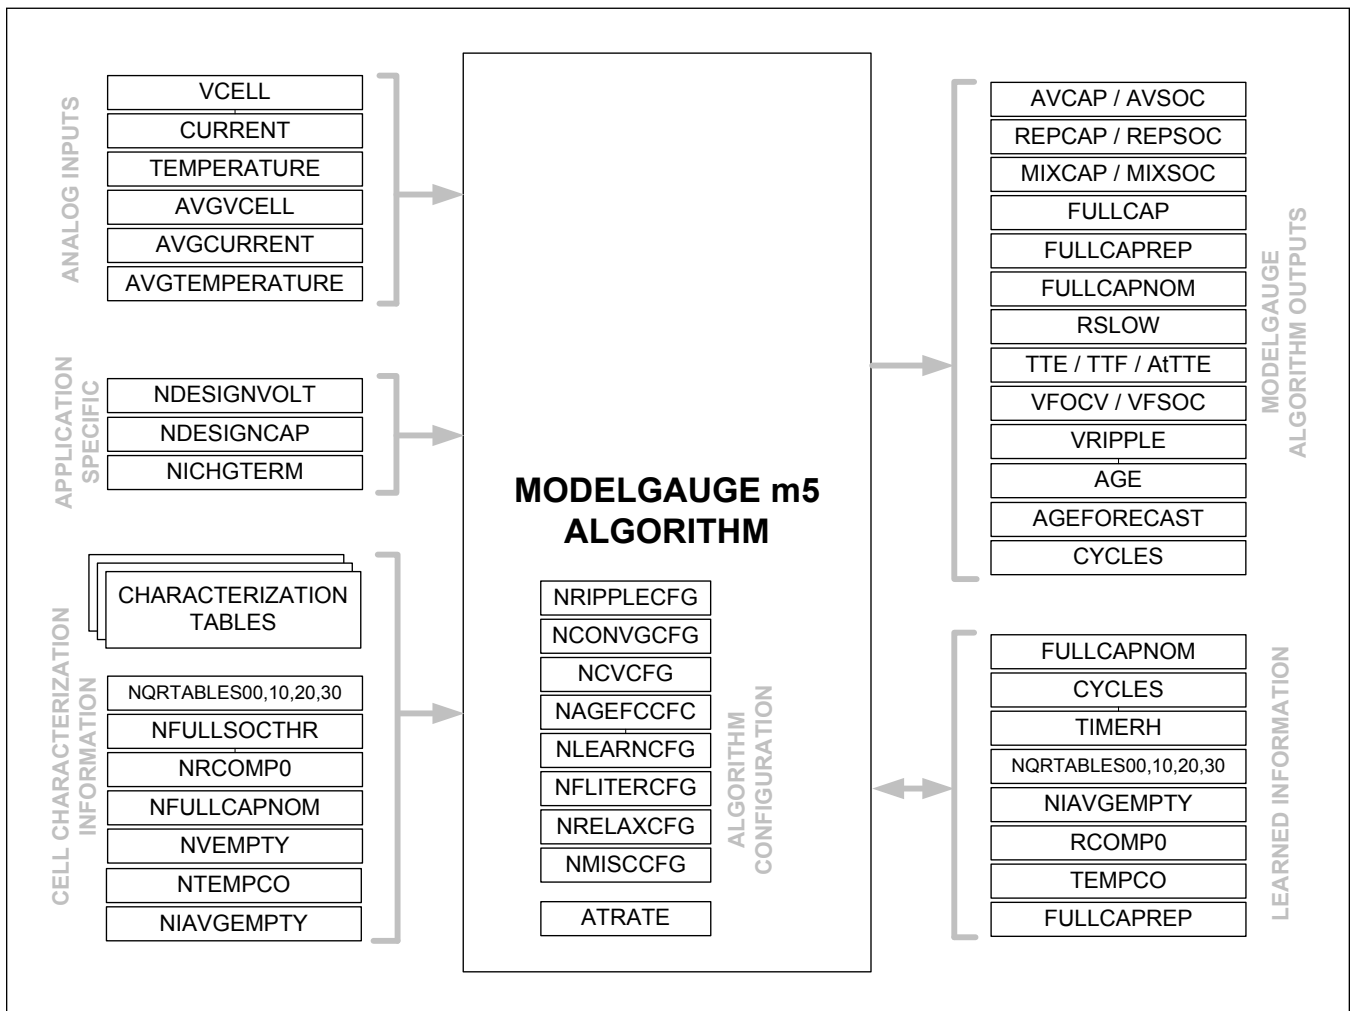 ANALOG INPUTS
VCELL
CURRENT
TEMPERATURE
AVGVCELL
AVGCURRENT
AVGTEMPERATURE
APPLICATION
SPECIFIC
NDESIGNVOLT
NDESIGNCAP
NICHGTERM
CELL CHARACTERIZATION
INFORMATION
CHARACTERIZATION
TABLES
NQRTABLES00,10,20,30
NFULLSOCTHR
NRCOMP0
NFULLCAPNOM
NVEMPTY
NTEMPCO
NIAVGEMPTY
MODELGAUGE m5
ALGORITHM
NRIPPLECFG
NCONVGCFG
NCVCFG
NAGEFCCFC
NLEARNCFG
NFLITERCFG
NRELAXCFG
NMISCCFG
ATRATE
ALGORITHM
CONFIGURATION
AVCAP / AVSOC
REPCAP / REPSOC
MIXCAP / MIXSOC
FULLCAP
FULLCAPREP
FULLCAPNOM
RSLOW
TTE / TTF / AtTTE
VFOCV / VFSOC
VRIPPLE
AGE
AGEFORECAST
CYCLES
MODELGAUGE
ALGORITHM OUTPUTS
FULLCAPNOM
CYCLES
TIMERH
NQRTABLES00,10,20,30
NIAVGEMPTY
RCOMP0
TEMPCO
FULLCAPREP
LEARNED INFORMATION